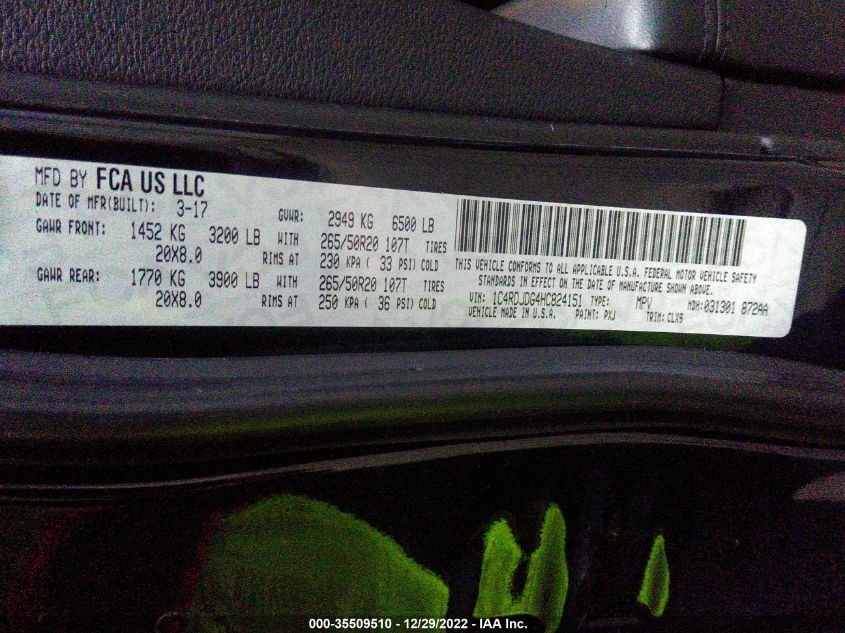 MFD BY FCA US LLC
DATE OF MFR(BUILT): 3-17
GVWR: 2949 KG 6500 LB
GAWR FRONT: 1452 KG 3200 LB WITH 265/50R20 107T TIRES
20X8.0 RIMS AT 230 KPA ( 33 PSI) COLD
GAWR REAR: 1770 KG 3900 LB WITH 265/50R20 107T TIRES
20X8.0 RIMS AT 250 KPA ( 36 PSI) COLD
THIS VEHICLE CONFORMS TO ALL APPLICABLE U.S.A. FEDERAL MOTOR VEHICLE SAFETY
STANDARDS IN EFFECT ON THE DATE OF MANUFACTURE SHOWN ABOVE.
VIN: 1C4RDJDG4HC824151 TYPE: MPV MDH: 031301 872AA
VEHICLE MADE IN U.S.A. PAINT: PXJ TRIM: CLX9
000-35509510 - 12/29/2022 - IAA Inc.